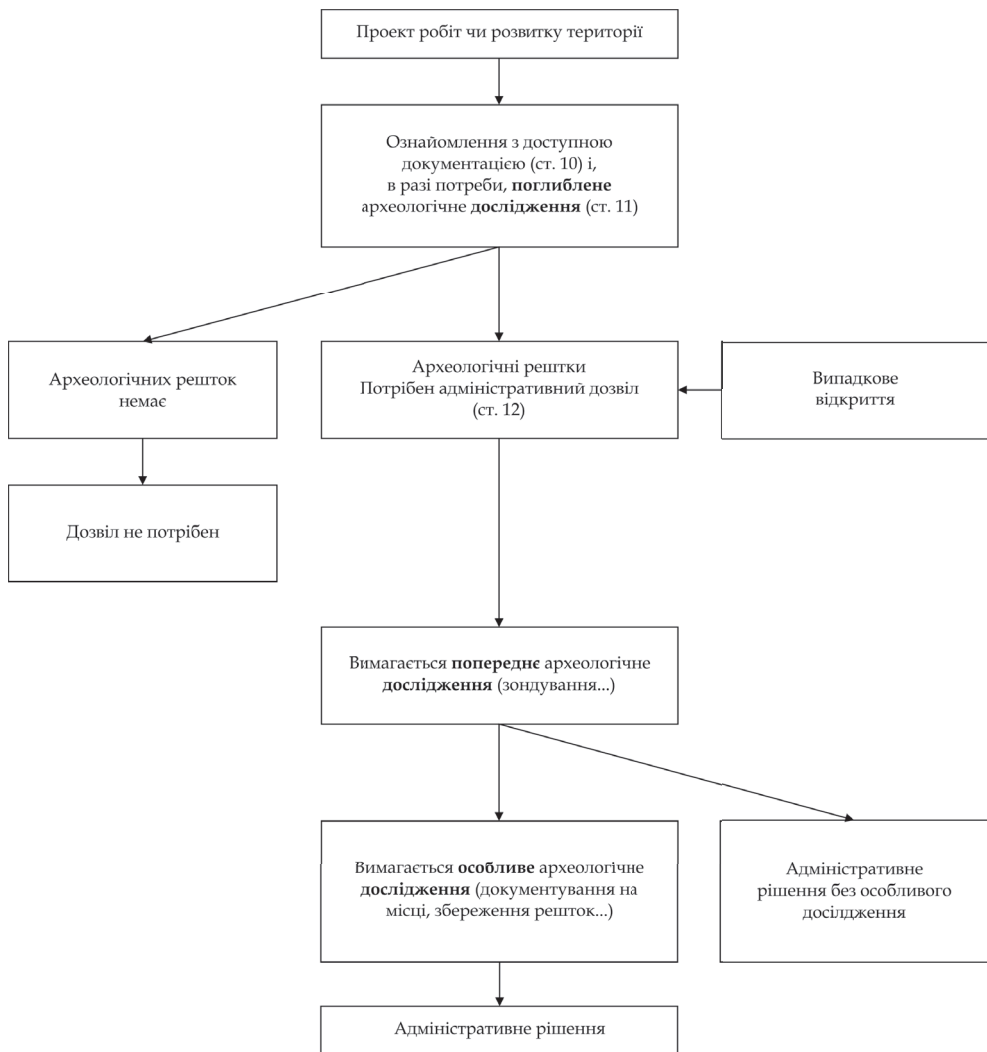 Проект робіт чи розвитку території
Ознайомлення з доступною
документацією (ст. 10) і,
в разі потреби, поглиблене
археологічне дослідження (ст. 11)
Археологічних решток
немає
Археологічні рештки
Потрібен адміністративний дозвіл
(ст. 12)
Випадкове
відкриття
Дозвіл не потрібен
Вимагається попереднє археологічне
дослідження (зондування...)
Вимагається особливе археологічне
дослідження (документування на
місці, збереження решток...)
Адміністративне
рішення без особливого
досілдження
Адміністративне рішення